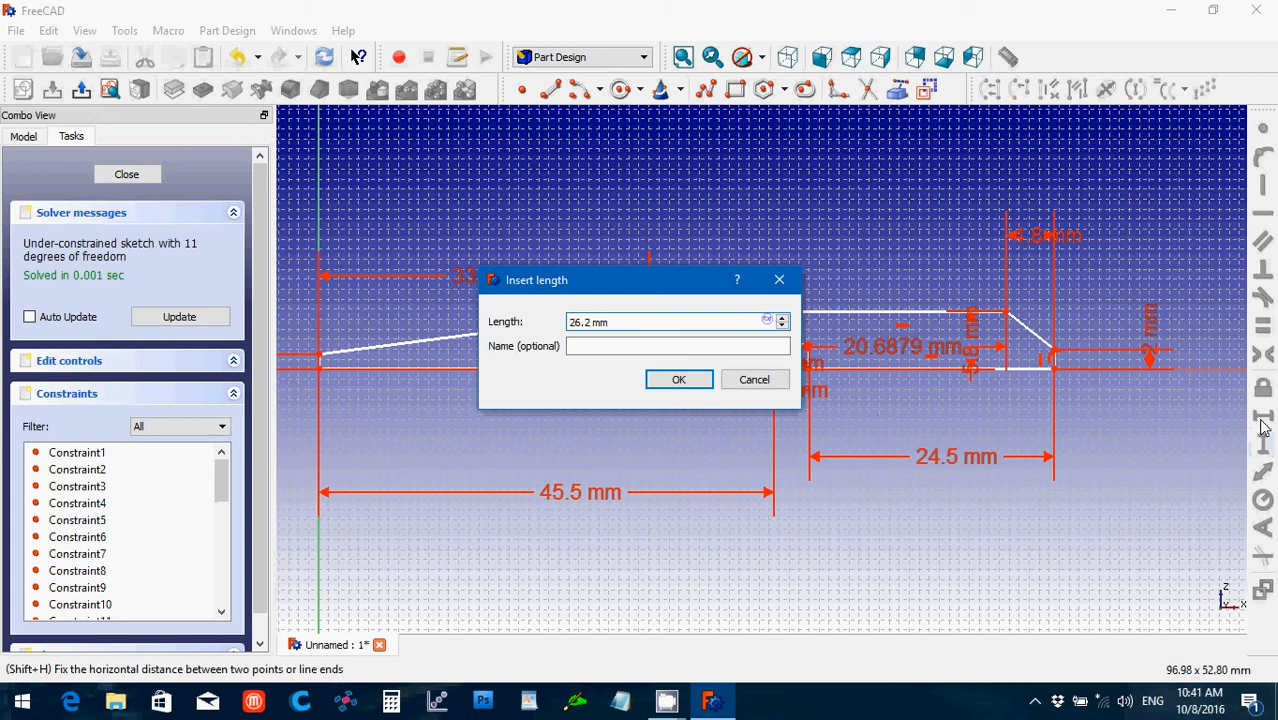 FreeCAD
File Edit View Tools Macro Part Design Windows Help
Part Design
Combo View
Model Tasks
Close
Solver messages
Under-constrained sketch with 11
degrees of freedom
Solved in 0.001 sec
Auto Update Update
Edit controls
Constraints
Filter: All
Constraint1
Constraint2
Constraint3
Constraint4
Constraint5
Constraint6
Constraint7
Constraint8
Constraint9
Constraint10
Insert length
Length: 26.2 mm
Name (optional)
OK Cancel
20.6879 mm
2 mm
24.5 mm
45.5 mm
Unnamed : 1*
(Shift+H) Fix the horizontal distance between two points or line ends
96.98 x 52.80 mm
ENG
10:41 AM
10/8/2016